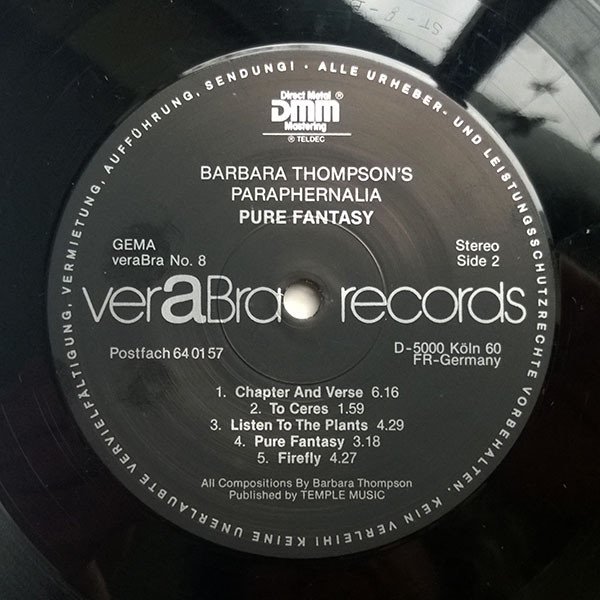 ST-8-B
ALLE URHEBER- UND LEISTUNGSSCHUTZRECHTE VORBEHALTEN. KEIN VERLEIH! KEINE UNERLAUBTE VERVIELFÄLTIGUNG, VERMIETUNG, AUFFÜHRUNG, SENDUNG! ·
Direct Metal
DMM ®
Mastering
℗ TELDEC
BARBARA THOMPSON'S
PARAPHERNALIA
PURE FANTASY
GEMA Stereo
veraBra No. 8 Side 2
veraBra records
Postfach 64 01 57 D-5000 Köln 60
FR-Germany
1. Chapter And Verse 6.16
2. To Ceres 1.59
3. Listen To The Plants 4.29
4. Pure Fantasy 3.18
5. Firefly 4.27
All Compositions By Barbara Thompson
Published by TEMPLE MUSIC